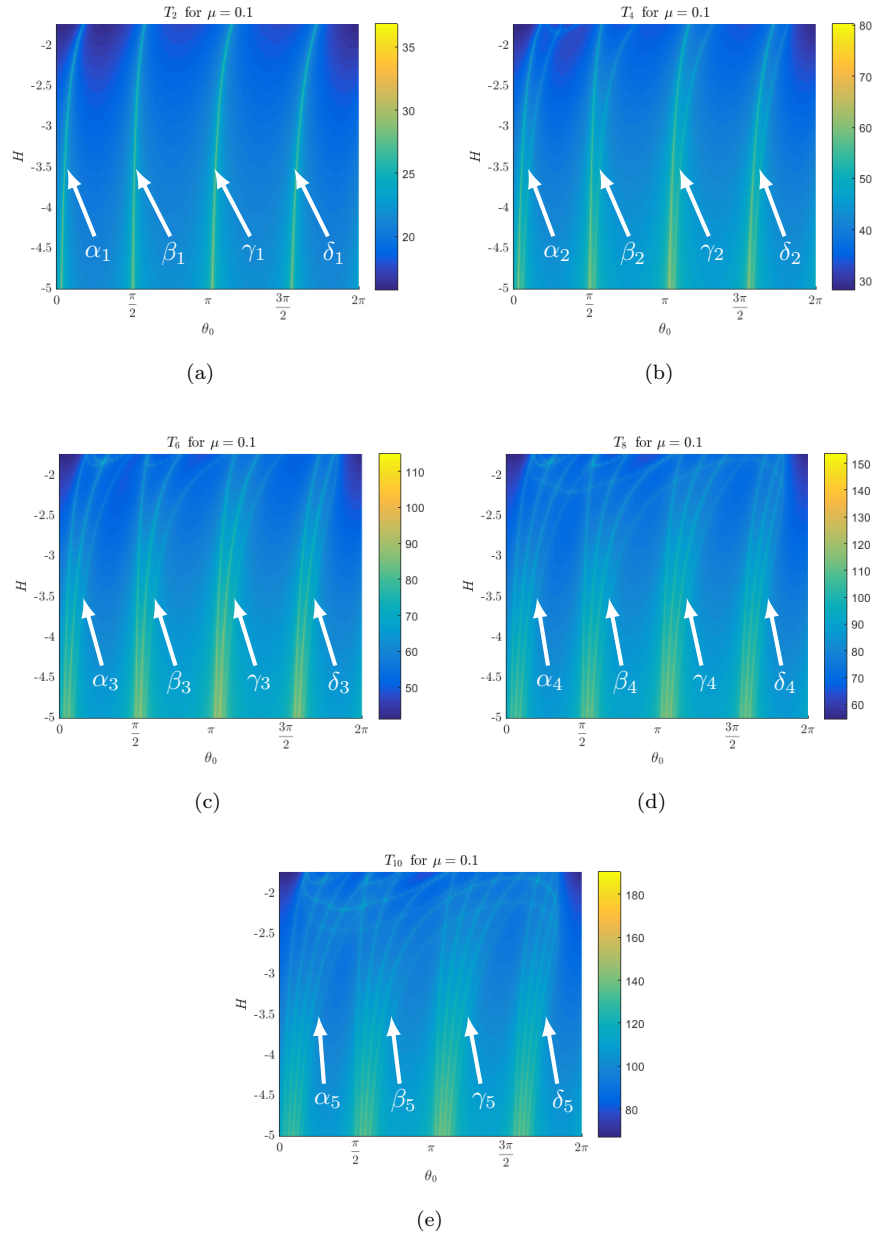 T₂ for μ = 0.1
-2
-2.5
-3
-3.5
-4
-4.5
-5
H
α₁ β₁ γ₁ δ₁
0 π/2 π 3π/2 2π
θ₀
35
30
25
20
(a)
T₄ for μ = 0.1
-2
-2.5
-3
-3.5
-4
-4.5
-5
H
α₂ β₂ γ₂ δ₂
0 π/2 π 3π/2 2π
θ₀
80
70
60
50
40
30
(b)
T₆ for μ = 0.1
-2
-2.5
-3
-3.5
-4
-4.5
-5
H
α₃ β₃ γ₃ δ₃
0 π/2 π 3π/2 2π
θ₀
110
100
90
80
70
60
50
(c)
T₈ for μ = 0.1
-2
-2.5
-3
-3.5
-4
-4.5
-5
H
α₄ β₄ γ₄ δ₄
0 π/2 π 3π/2 2π
θ₀
150
140
130
120
110
100
90
80
70
60
(d)
T₁₀ for μ = 0.1
-2
-2.5
-3
-3.5
-4
-4.5
-5
H
α₅ β₅ γ₅ δ₅
0 π/2 π 3π/2 2π
θ₀
180
160
140
120
100
80
(e)